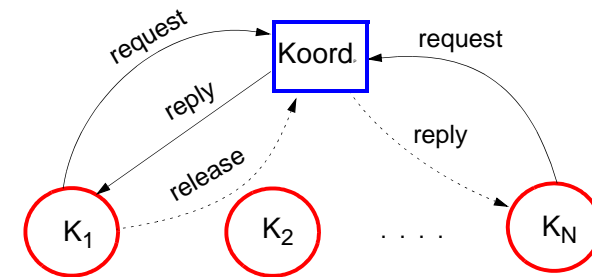 request
Koord.
request
reply
reply
release
K1
K2
. . . .
KN